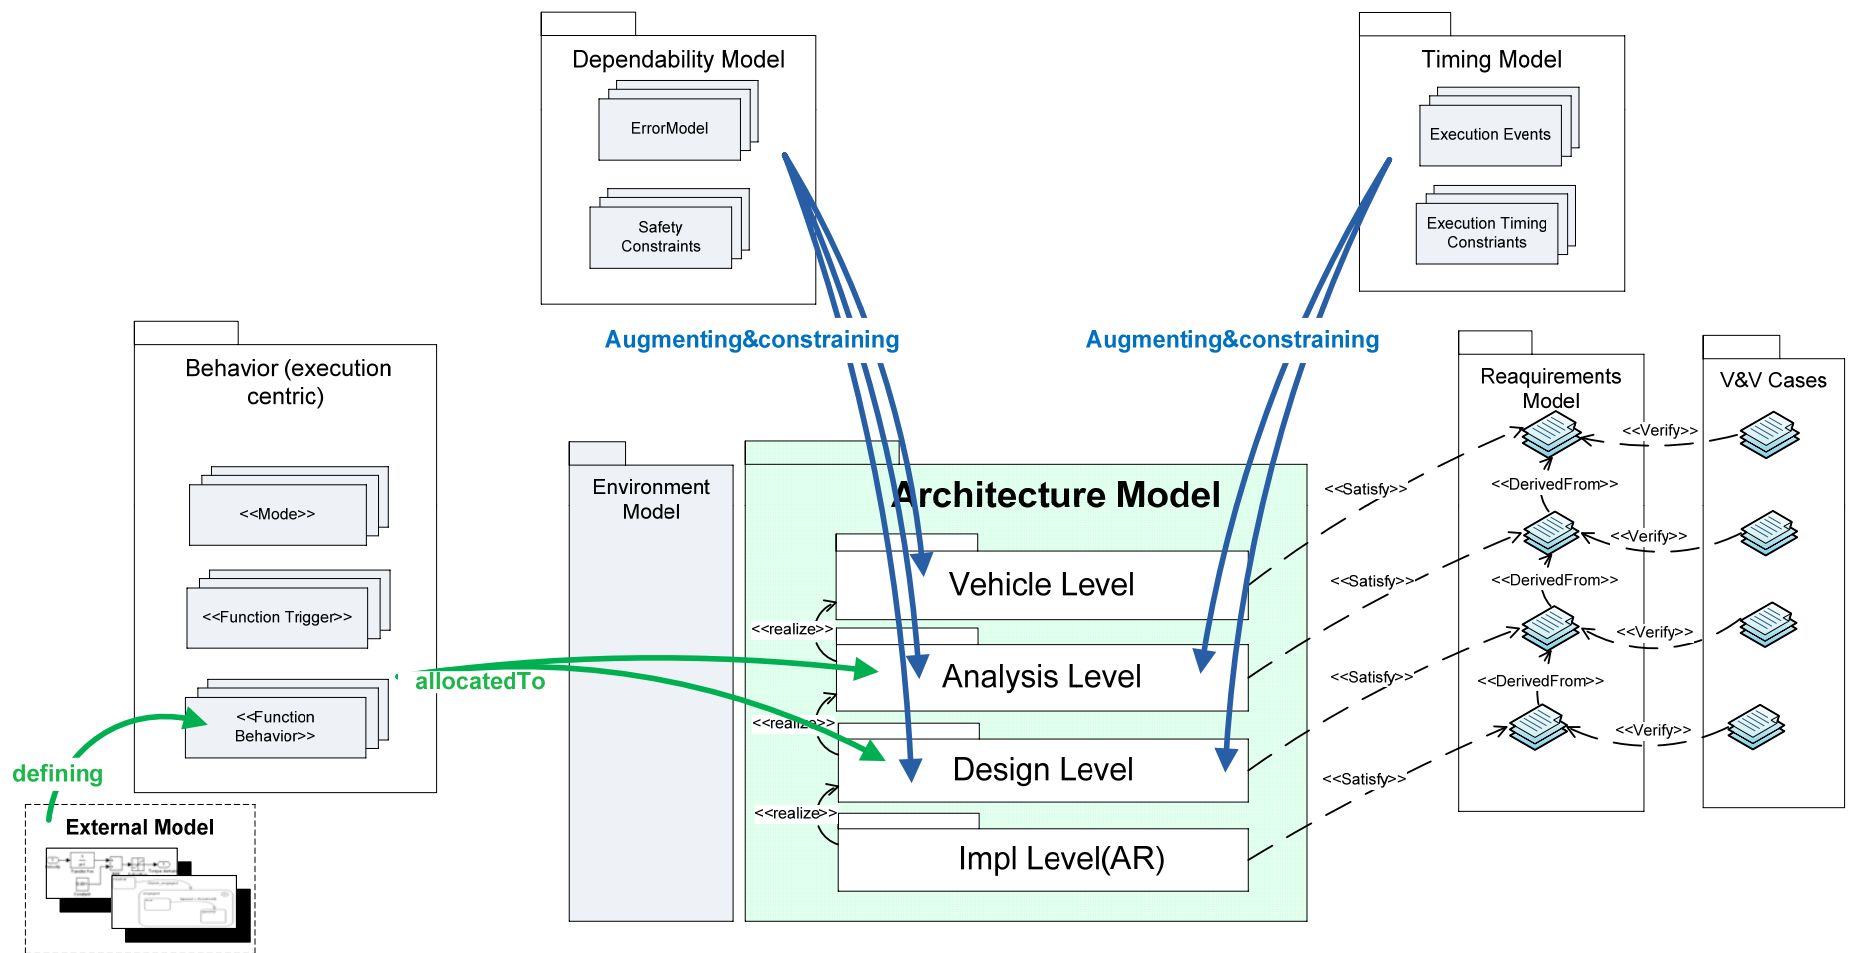 Dependability Model
ErrorModel
Safety
Constraints
Timing Model
Execution Events
Execution Timing
Constriants
Augmenting&constraining
Augmenting&constraining
Behavior (execution
centric)
<<Mode>>
<<Function Trigger>>
<<Function
Behavior>>
allocatedTo
defining
External Model
Environment
Model
Architecture Model
Vehicle Level
<<realize>>
Analysis Level
<<realize>>
Design Level
<<realize>>
Impl Level(AR)
<<Satisfy>>
<<Satisfy>>
<<Satisfy>>
<<Satisfy>>
Reaquirements
Model
<<DerivedFrom>>
<<DerivedFrom>>
<<DerivedFrom>>
<<Verify>>
<<Verify>>
<<Verify>>
<<Verify>>
V&V Cases